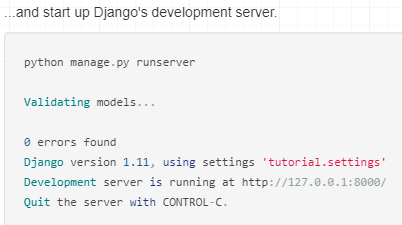 ...and start up Django's development server.
python manage.py runserver
Validating models...
0 errors found
Django version 1.11, using settings 'tutorial.settings'
Development server is running at http://127.0.0.1:8000/
Quit the server with CONTROL-C.